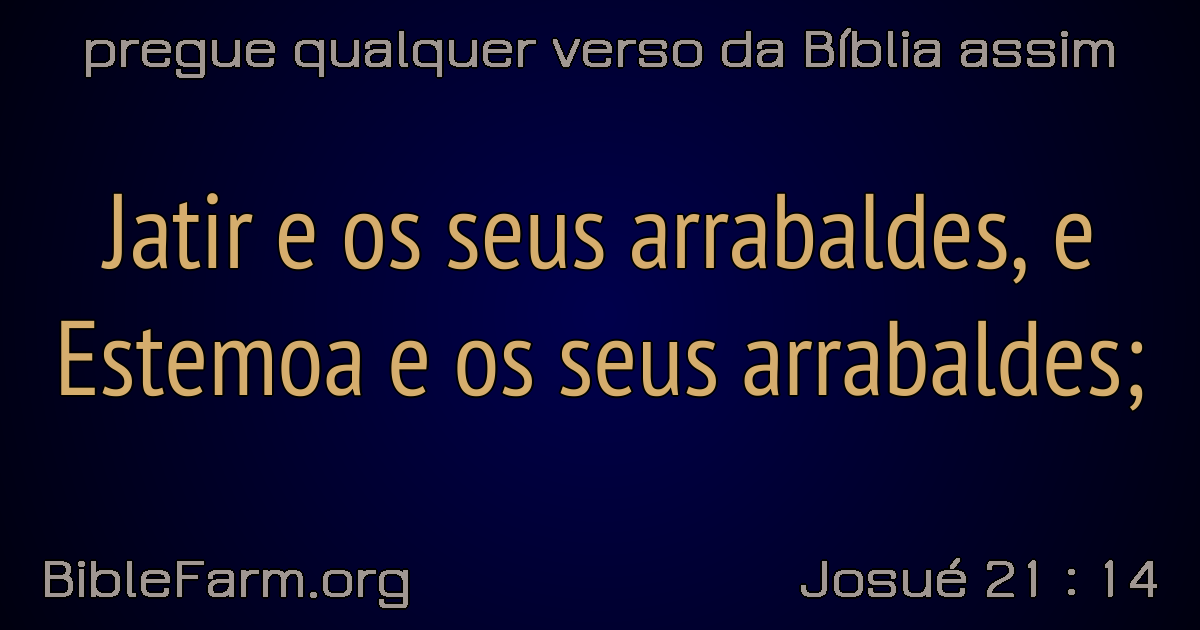 pregue qualquer verso da Bíblia assim
Jatir e os seus arrabaldes, e
Estemoa e os seus arrabaldes;
BibleFarm.org
Josué 21 : 14